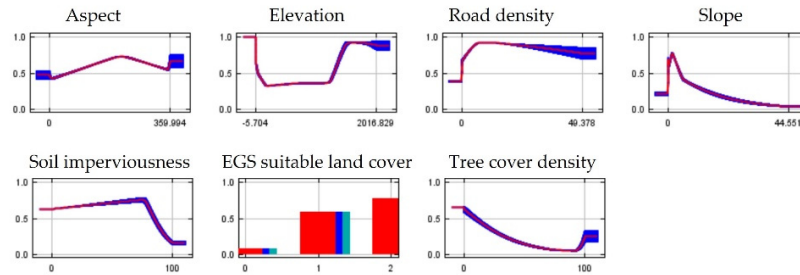 Aspect Elevation Road density Slope
1.0 1.0 1.0 1.0
0.5 0.5 0.5 0.5
0.0 0.0 0.0 0.0
0 359.994 -5.704 2016.829 0 49.378 0 44.551
Soil imperviousness EGS suitable land cover Tree cover density
1.0 1.0 1.0
0.5 0.5 0.5
0.0 0.0 0.0
0 100 0 1 2 0 100